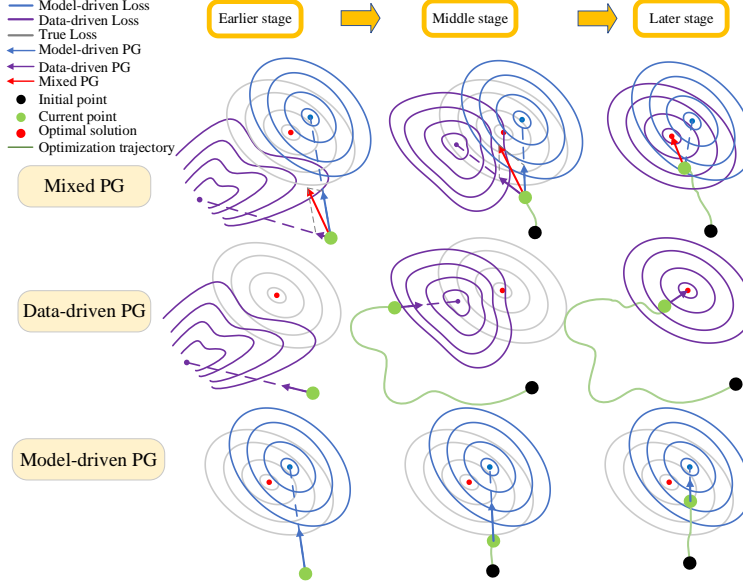 Model-driven Loss
Data-driven Loss
True Loss
Model-driven PG
Data-driven PG
Mixed PG
Initial point
Current point
Optimal solution
Optimization trajectory
Earlier stage
Middle stage
Later stage
Mixed PG
Data-driven PG
Model-driven PG